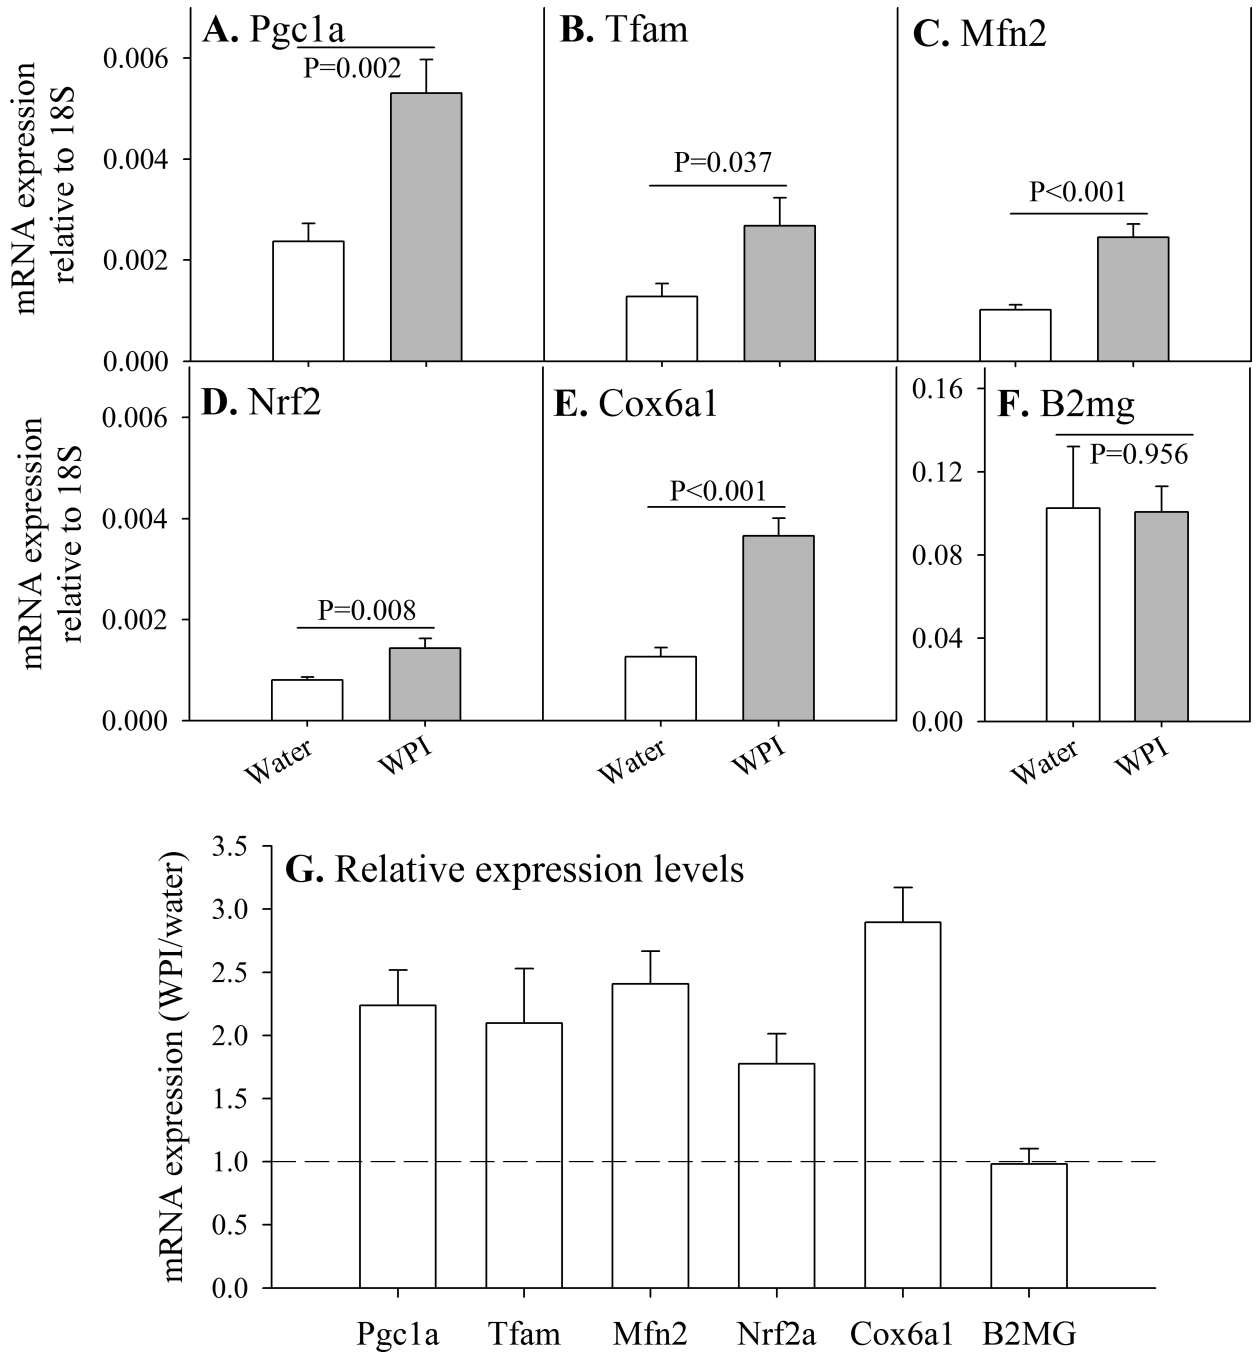 A. Pgc1a
B. Tfam
C. Mfn2
mRNA expression
relative to 18S
0.006
0.004
0.002
0.000
P=0.002
P=0.037
P<0.001
D. Nrf2
E. Cox6a1
F. B2mg
mRNA expression
relative to 18S
0.006
0.004
0.002
0.000
P=0.008
P<0.001
0.16
0.12
0.08
0.04
0.00
P=0.956
Water
WPI
Water
WPI
Water
WPI
G. Relative expression levels
mRNA expression (WPI/water)
3.5
3.0
2.5
2.0
1.5
1.0
0.5
0.0
Pgc1a
Tfam
Mfn2
Nrf2a
Cox6a1
B2MG